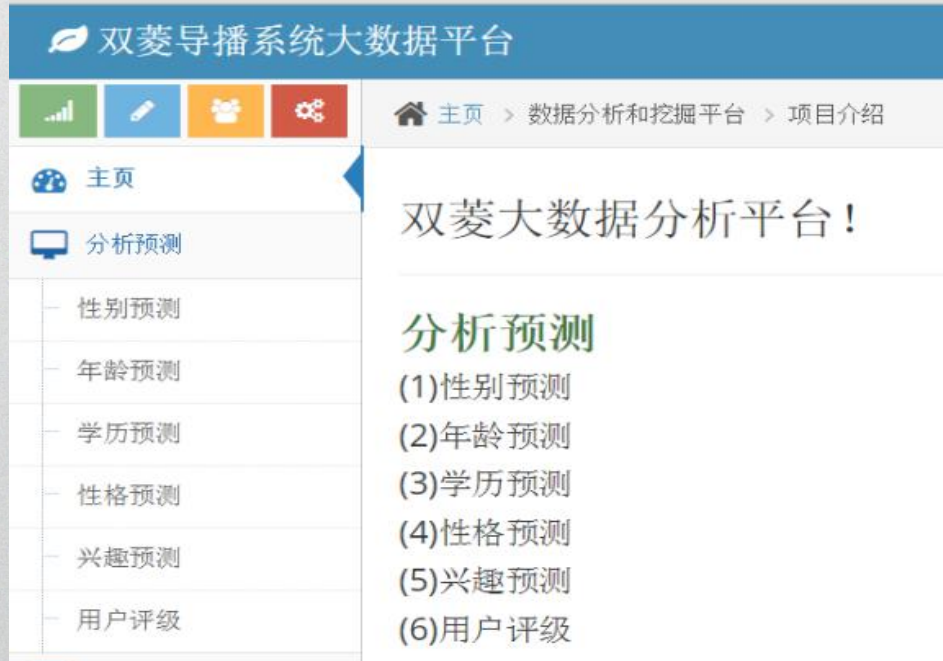 双菱导播系统大数据平台
主页 > 数据分析和挖掘平台 > 项目介绍
主页
分析预测
性别预测
年龄预测
学历预测
性格预测
兴趣预测
用户评级
双菱大数据分析平台！
分析预测
(1)性别预测
(2)年龄预测
(3)学历预测
(4)性格预测
(5)兴趣预测
(6)用户评级